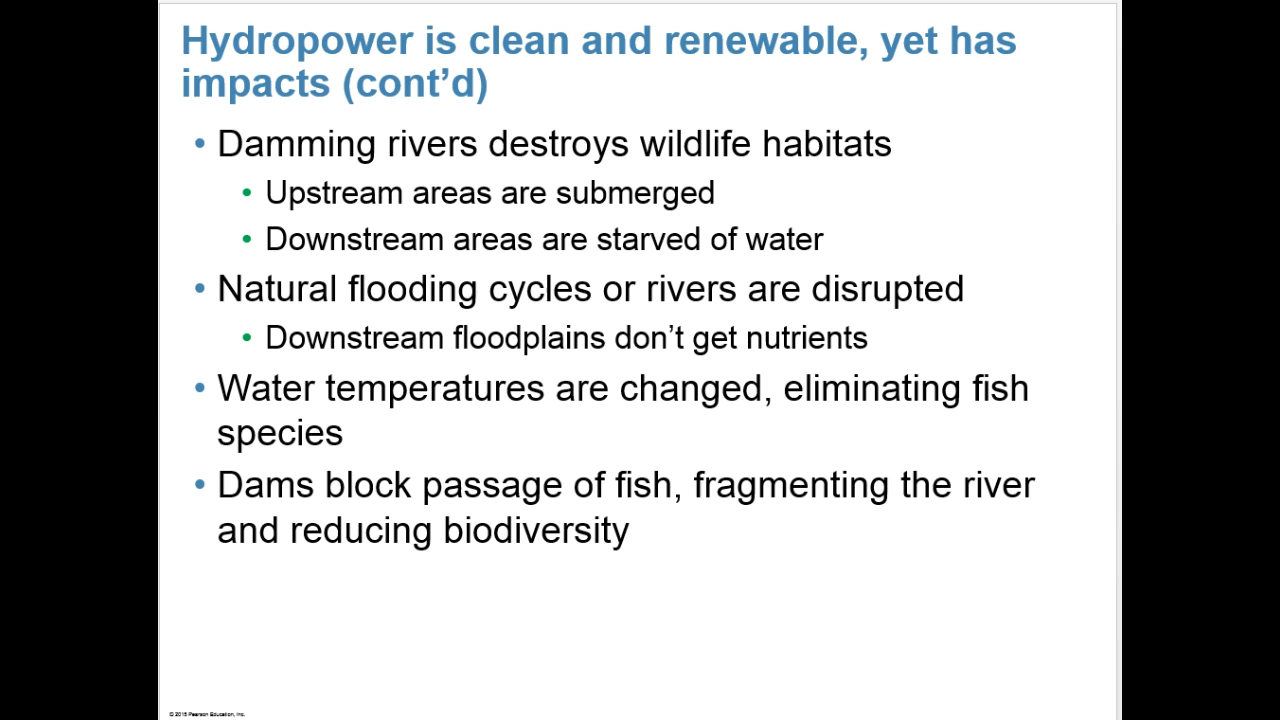 Hydropower is clean and renewable, yet has
impacts (cont’d)
• Damming rivers destroys wildlife habitats
• Upstream areas are submerged
• Downstream areas are starved of water
• Natural flooding cycles or rivers are disrupted
• Downstream floodplains don’t get nutrients
• Water temperatures are changed, eliminating fish
species
• Dams block passage of fish, fragmenting the river
and reducing biodiversity
© 2015 Pearson Education, Inc.